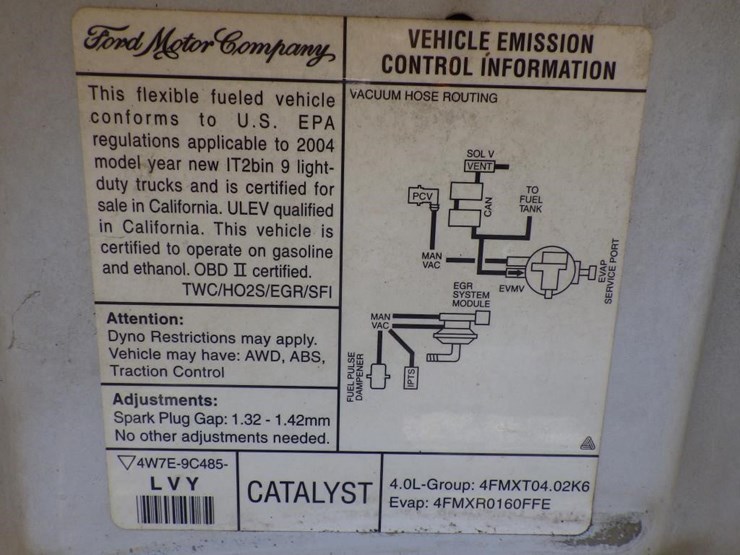 Ford Motor Company
VEHICLE EMISSION
CONTROL INFORMATION
This flexible fueled vehicle
conforms to U.S. EPA
regulations applicable to 2004
model year new IT2bin 9 light-
duty trucks and is certified for
sale in California. ULEV qualified
in California. This vehicle is
certified to operate on gasoline
and ethanol. OBD II certified.
TWC/HO2S/EGR/SFI
Attention:
Dyno Restrictions may apply.
Vehicle may have: AWD, ABS,
Traction Control
Adjustments:
Spark Plug Gap: 1.32 - 1.42mm
No other adjustments needed.
VACUUM HOSE ROUTING
SOL V
VENT
PCV
CAN
TO
FUEL
TANK
MAN
VAC
EVMV
EVAP
SERVICE PORT
EGR
SYSTEM
MODULE
MAN
VAC
FUEL PULSE
DAMPENER
IPTS
4W7E-9C485-
LVY
CATALYST
4.0L-Group: 4FMXT04.02K6
Evap: 4FMXR0160FFE